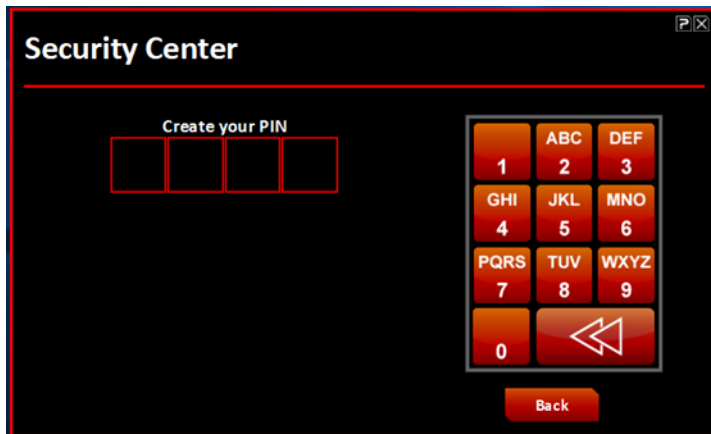 Security Center
Create your PIN
1
ABC
2
DEF
3
GHI
4
JKL
5
MNO
6
PQRS
7
TUV
8
WXYZ
9
0
Back